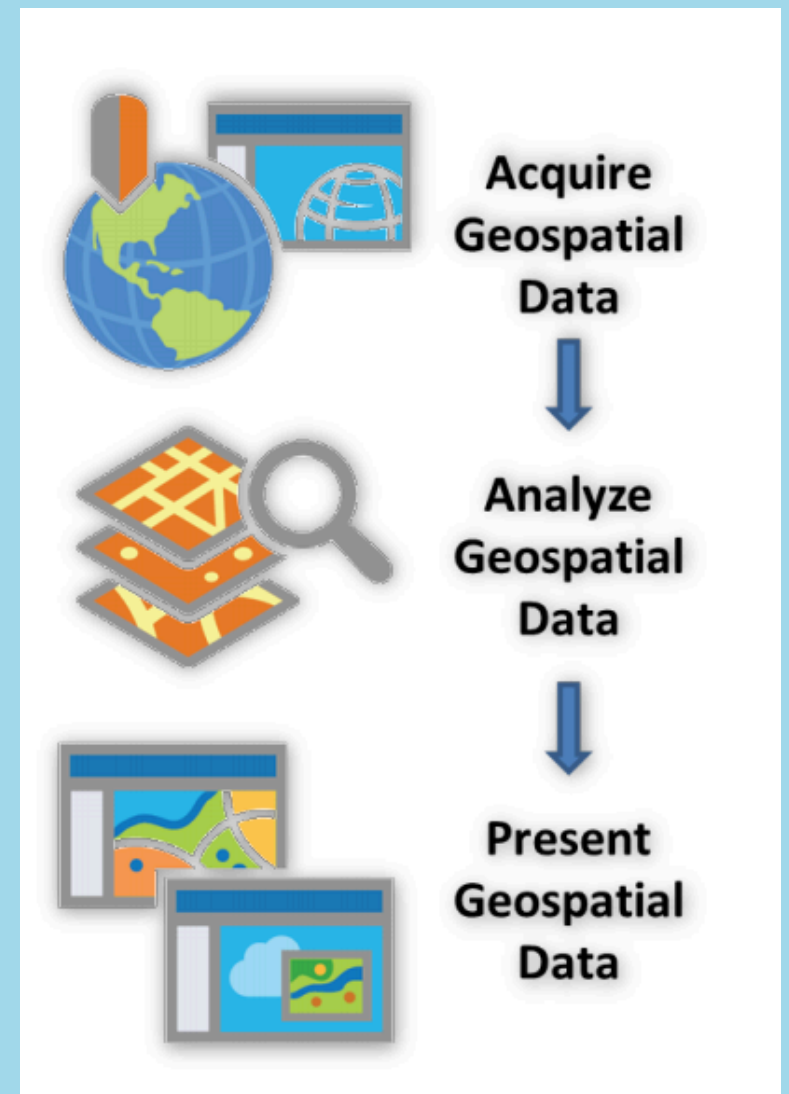 Acquire
Geospatial
Data
Analyze
Geospatial
Data
Present
Geospatial
Data